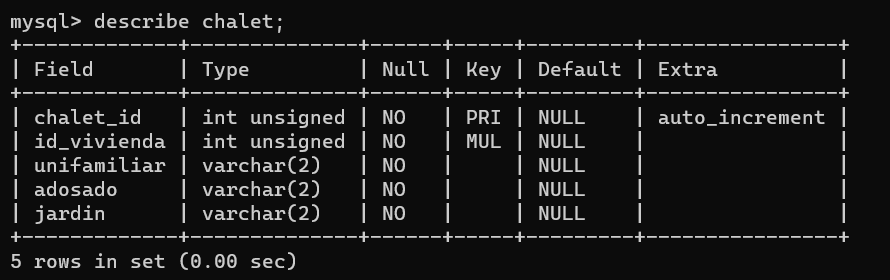 mysql> describe chalet;
+-------------+--------------+------+-----+---------+----------------+
| Field       | Type         | Null | Key | Default | Extra          |
+-------------+--------------+------+-----+---------+----------------+
| chalet_id   | int unsigned | NO   | PRI | NULL    | auto_increment |
| id_vivienda | int unsigned | NO   | MUL | NULL    |                |
| unifamiliar | varchar(2)   | NO   |     | NULL    |                |
| adosado     | varchar(2)   | NO   |     | NULL    |                |
| jardin      | varchar(2)   | NO   |     | NULL    |                |
+-------------+--------------+------+-----+---------+----------------+
5 rows in set (0.00 sec)